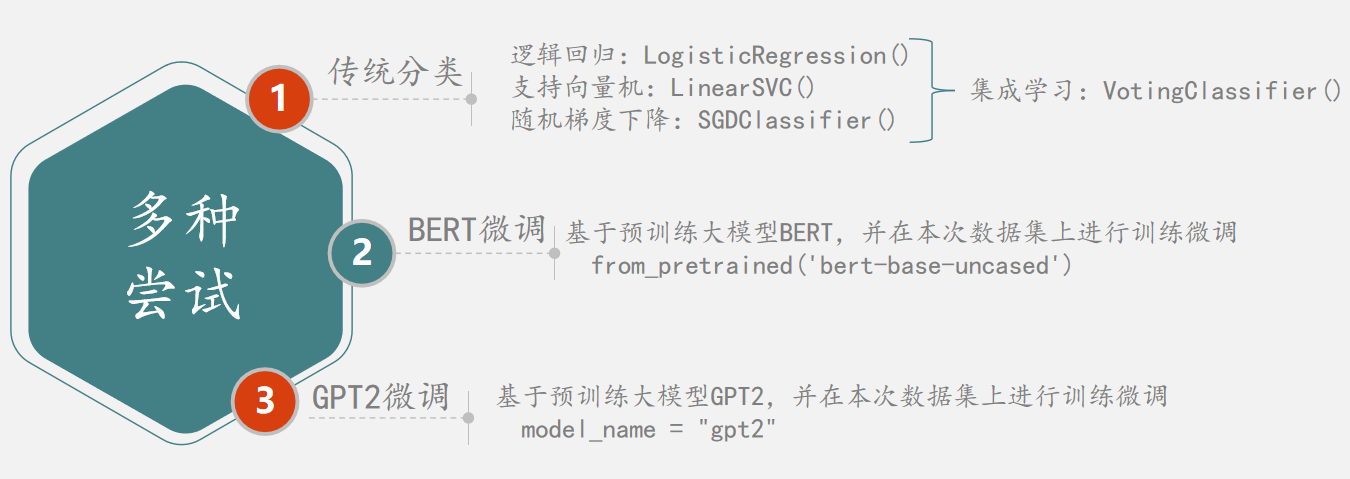 多种
尝试
1
传统分类
逻辑回归：LogisticRegression()
支持向量机：LinearSVC()
随机梯度下降：SGDClassifier()
集成学习：VotingClassifier()
2
BERT微调
基于预训练大模型BERT，并在本次数据集上进行训练微调
from_pretrained('bert-base-uncased')
3
GPT2微调
基于预训练大模型GPT2，并在本次数据集上进行训练微调
model_name = "gpt2"